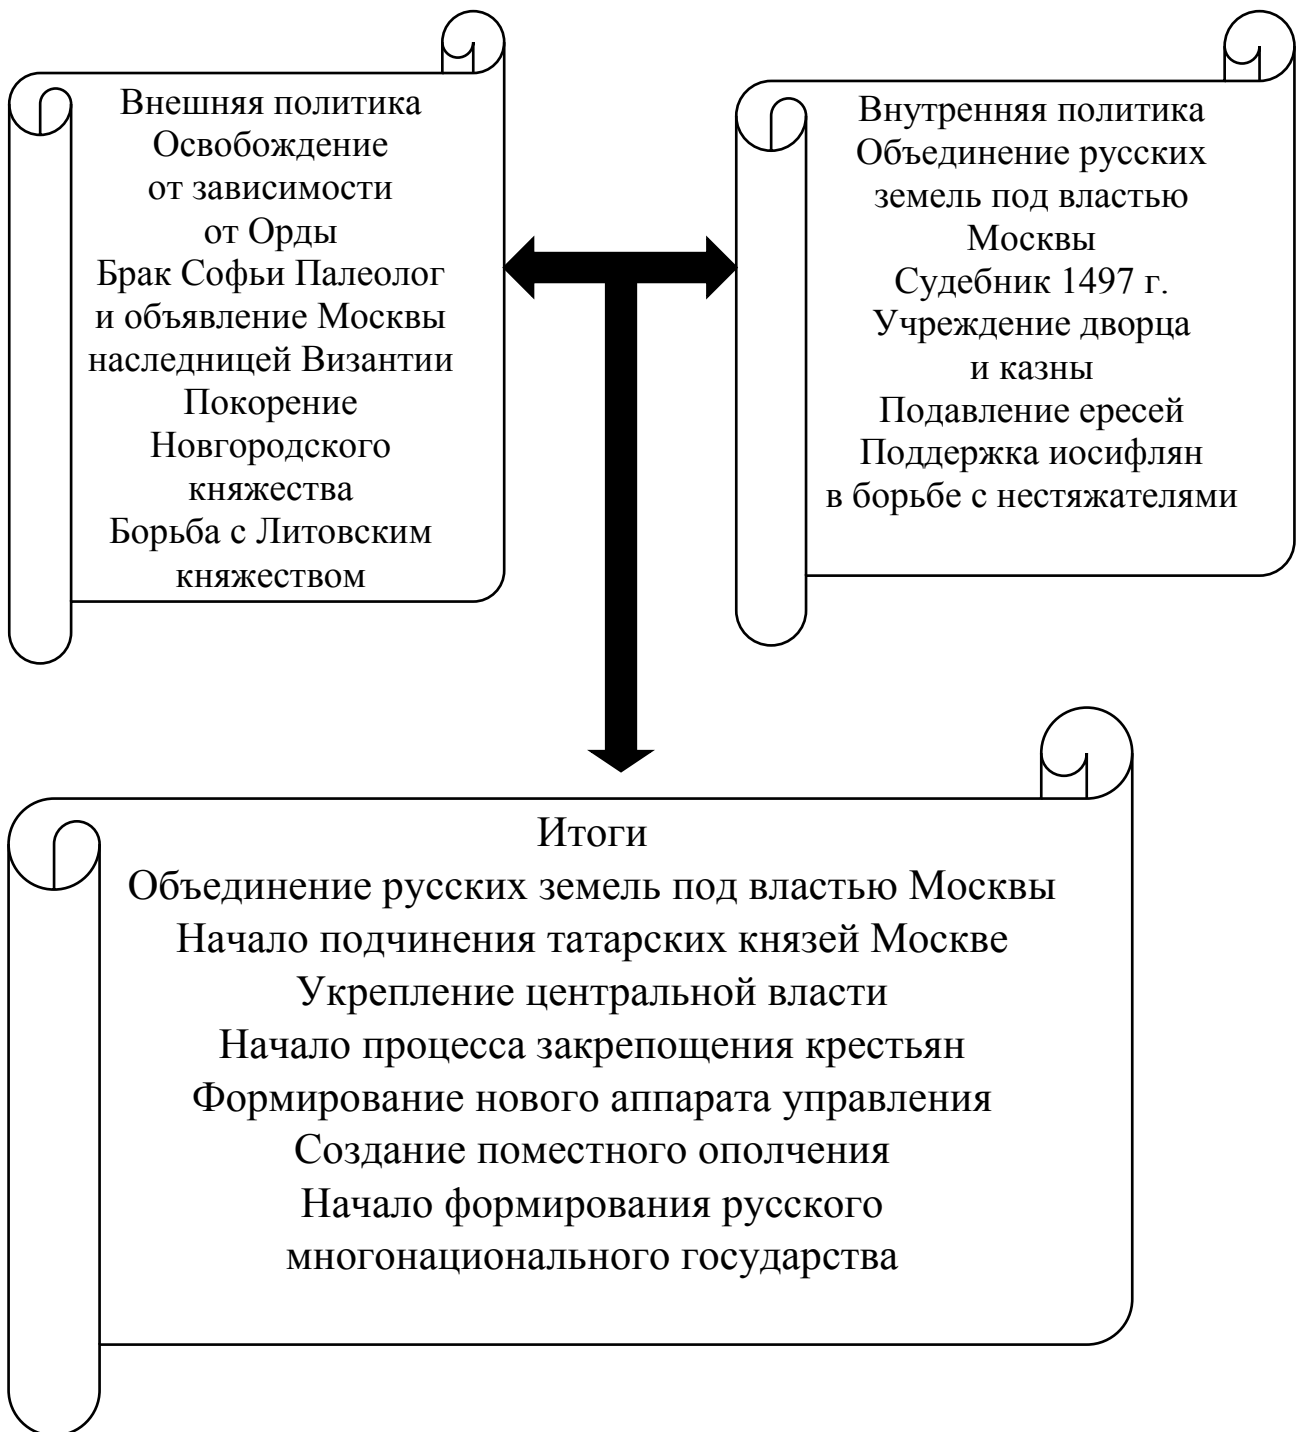 Внешняя политика
Освобождение
от зависимости
от Орды
Брак Софьи Палеолог
и объявление Москвы
наследницей Византии
Покорение
Новгородского
княжества
Борьба с Литовским
княжеством
Внутренняя политика
Объединение русских
земель под властью
Москвы
Судебник 1497 г.
Учреждение дворца
и казны
Подавление ересей
Поддержка иосифлян
в борьбе с нестяжателями
Итоги
Объединение русских земель под властью Москвы
Начало подчинения татарских князей Москве
Укрепление центральной власти
Начало процесса закрепощения крестьян
Формирование нового аппарата управления
Создание поместного ополчения
Начало формирования русского
многонационального государства